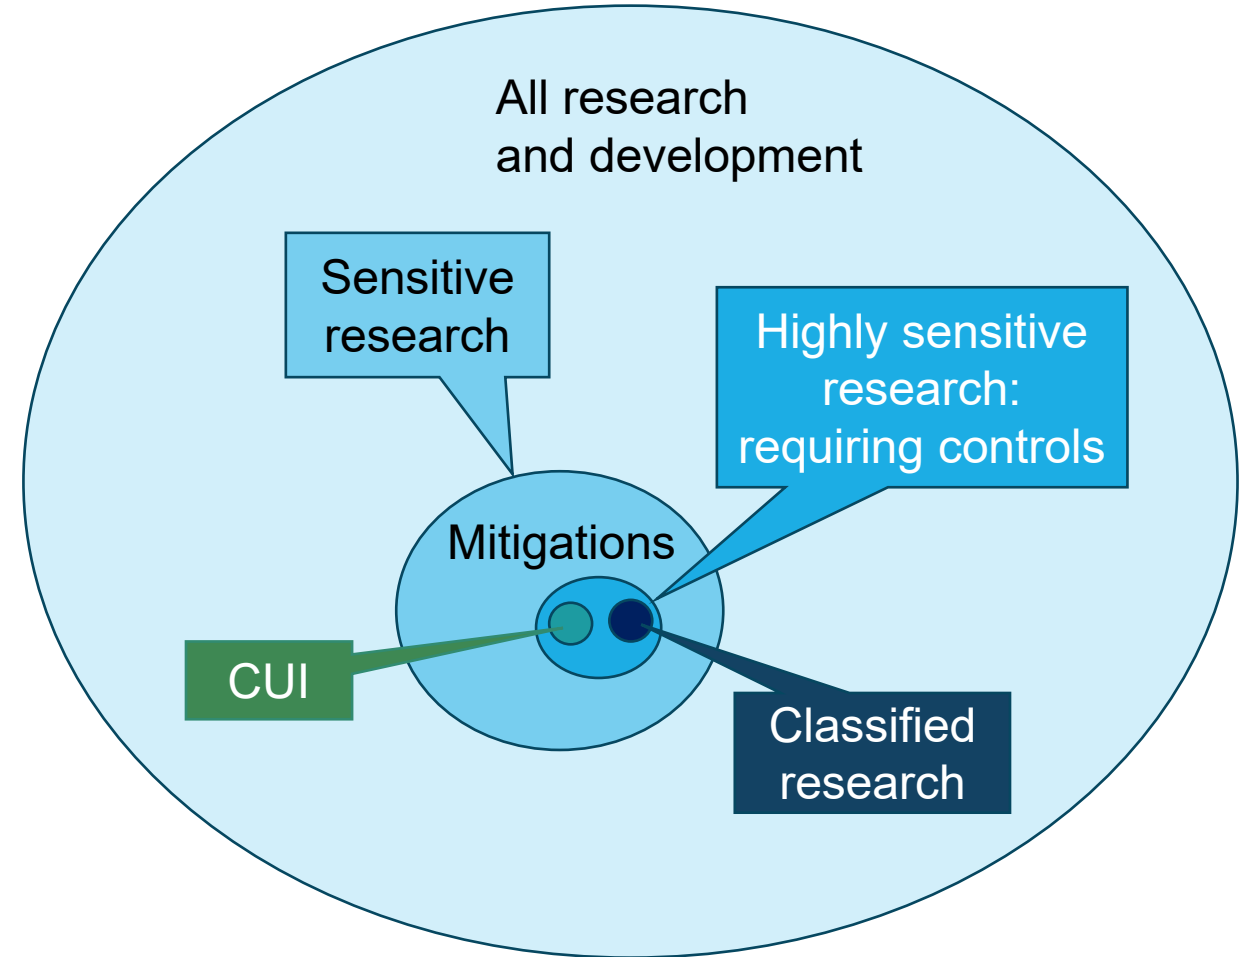 All research
and development
Sensitive
research
Highly sensitive
research:
requiring controls
Mitigations
CUI
Classified
research